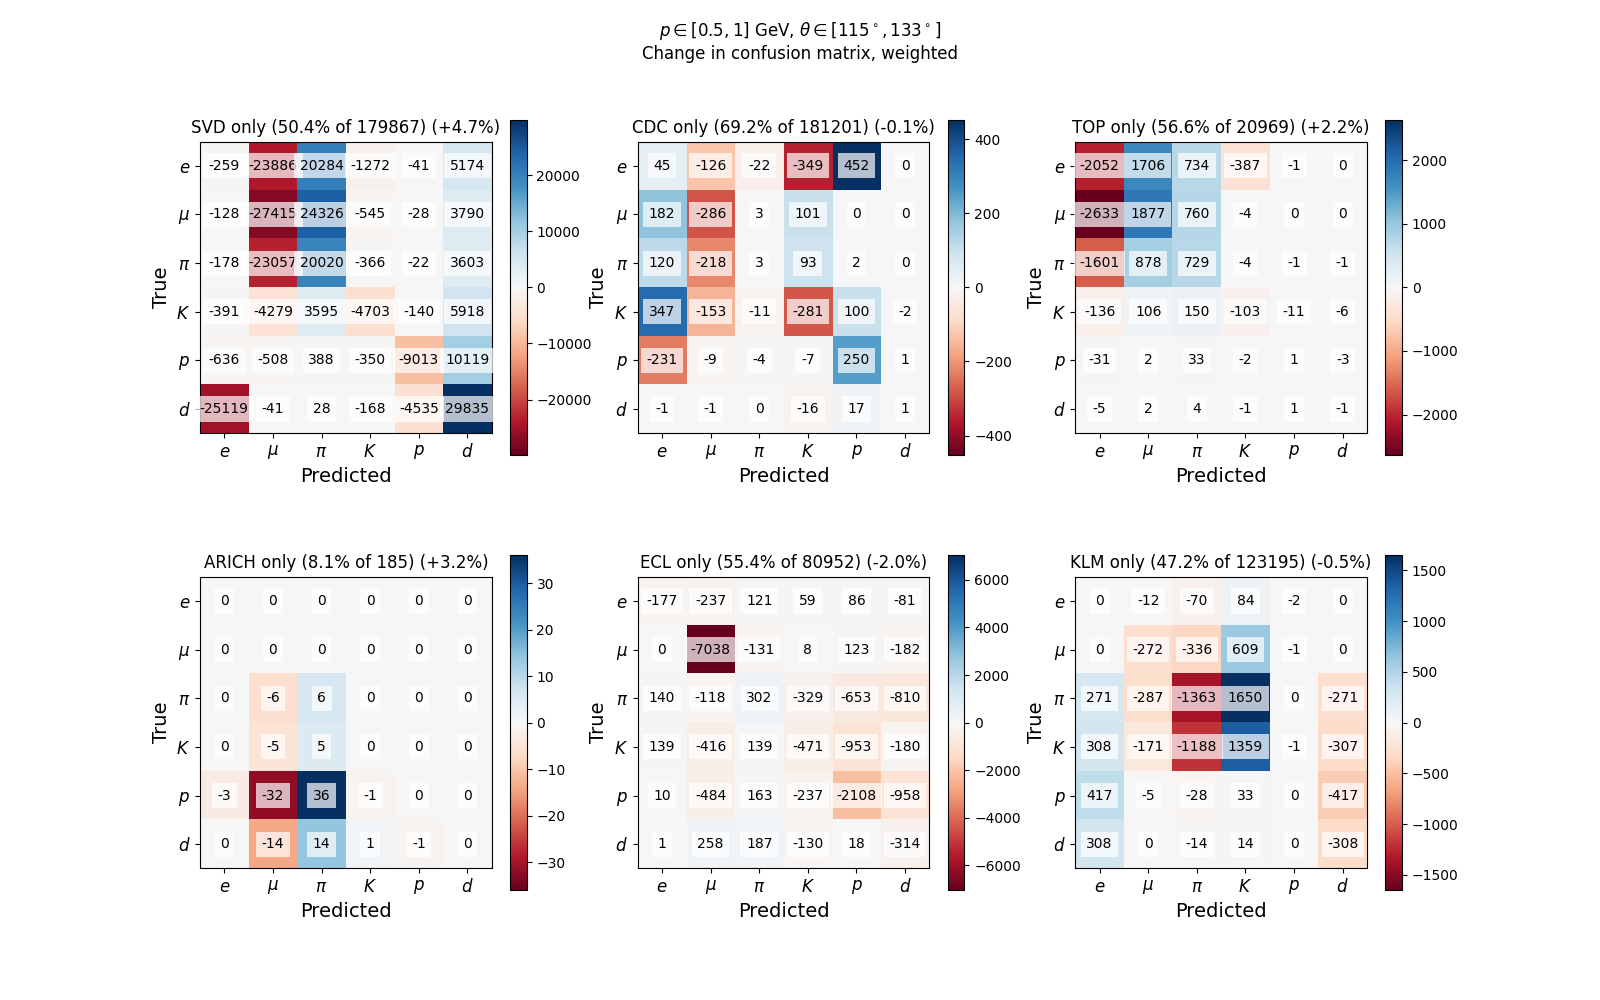 p ∈ [0.5, 1] GeV, θ ∈ [115°, 133°]
Change in confusion matrix, weighted
SVD only (50.4% of 179867) (+4.7%)
True
e -259 -23886 20284 -1272 -41 5174
μ -128 -27415 24326 -545 -28 3790
π -178 -23057 20020 -366 -22 3603
K -391 -4279 3595 -4703 -140 5918
p -636 -508 388 -350 -9013 10119
d -25119 -41 28 -168 -4535 29835
e μ π K p d
Predicted
20000
10000
0
−10000
−20000
CDC only (69.2% of 181201) (-0.1%)
True
e 45 -126 -22 -349 452 0
μ 182 -286 3 101 0 0
π 120 -218 3 93 2 0
K 347 -153 -11 -281 100 -2
p -231 -9 -4 -7 250 1
d -1 -1 0 -16 17 1
e μ π K p d
Predicted
400
200
0
−200
−400
TOP only (56.6% of 20969) (+2.2%)
True
e -2052 1706 734 -387 -1 0
μ -2633 1877 760 -4 0 0
π -1601 878 729 -4 -1 -1
K -136 106 150 -103 -11 -6
p -31 2 33 -2 1 -3
d -5 2 4 -1 1 -1
e μ π K p d
Predicted
2000
1000
0
−1000
−2000
ARICH only (8.1% of 185) (+3.2%)
True
e 0 0 0 0 0 0
μ 0 0 0 0 0 0
π 0 -6 6 0 0 0
K 0 -5 5 0 0 0
p -3 -32 36 -1 0 0
d 0 -14 14 1 -1 0
e μ π K p d
Predicted
30
20
10
0
−10
−20
−30
ECL only (55.4% of 80952) (-2.0%)
True
e -177 -237 121 59 86 -81
μ 0 -7038 -131 8 123 -182
π 140 -118 302 -329 -653 -810
K 139 -416 139 -471 -953 -180
p 10 -484 163 -237 -2108 -958
d 1 258 187 -130 18 -314
e μ π K p d
Predicted
6000
4000
2000
0
−2000
−4000
−6000
KLM only (47.2% of 123195) (-0.5%)
True
e 0 -12 -70 84 -2 0
μ 0 -272 -336 609 -1 0
π 271 -287 -1363 1650 0 -271
K 308 -171 -1188 1359 -1 -307
p 417 -5 -28 33 0 -417
d 308 0 -14 14 0 -308
e μ π K p d
Predicted
1500
1000
500
0
−500
−1000
−1500